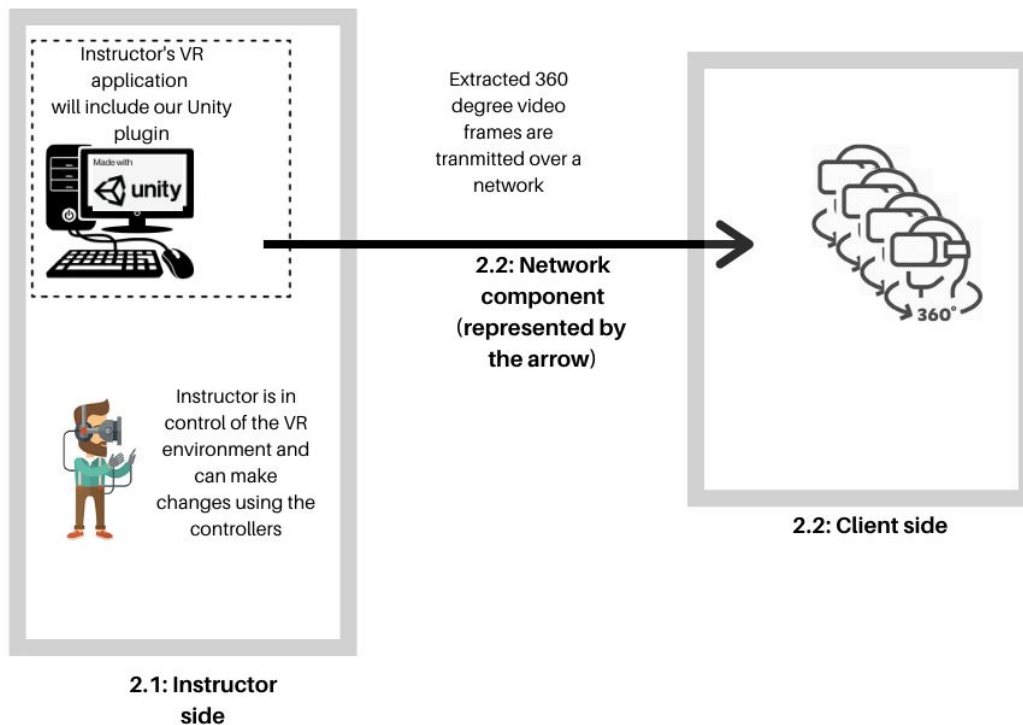 Instructor's VR
application
will include our Unity
plugin
Made with
unity
Extracted 360
degree video
frames are
tranmitted over a
network
2.2: Network
component
(represented by
the arrow)
360°
2.2: Client side
Instructor is in
control of the VR
environment and
can make
changes using the
controllers
2.1: Instructor
side